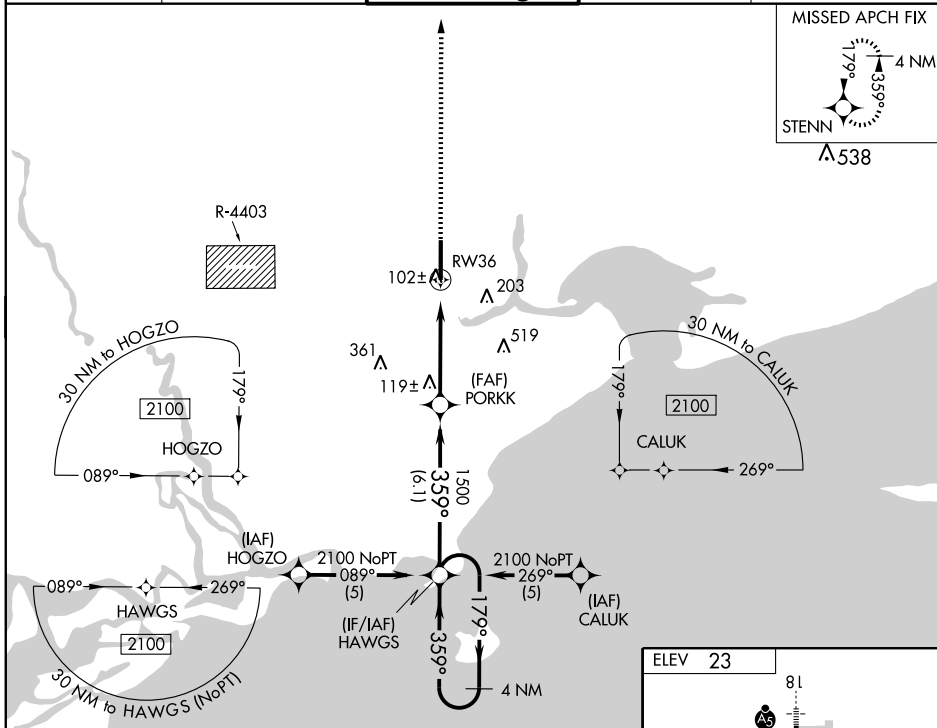 MISSED APCH FIX
179°
359°
4 NM
STENN
538
R-4403
RW36
102±
203
519
361
119±
(FAF)
PORKK
30 NM to HOGZO
179°
2100
HOGZO
089°
30 NM to CALUK
179°
2100
CALUK
269°
1500
359°
(6.1)
(IAF)
HOGZO
2100 NoPT
089°
(5)
2100 NoPT
269°
(5)
(IAF)
CALUK
(IF/IAF)
HAWGS
179°
359°
4 NM
089°
269°
HAWGS
2100
30 NM to HAWGS (NoPT)
ELEV 23
18
A5